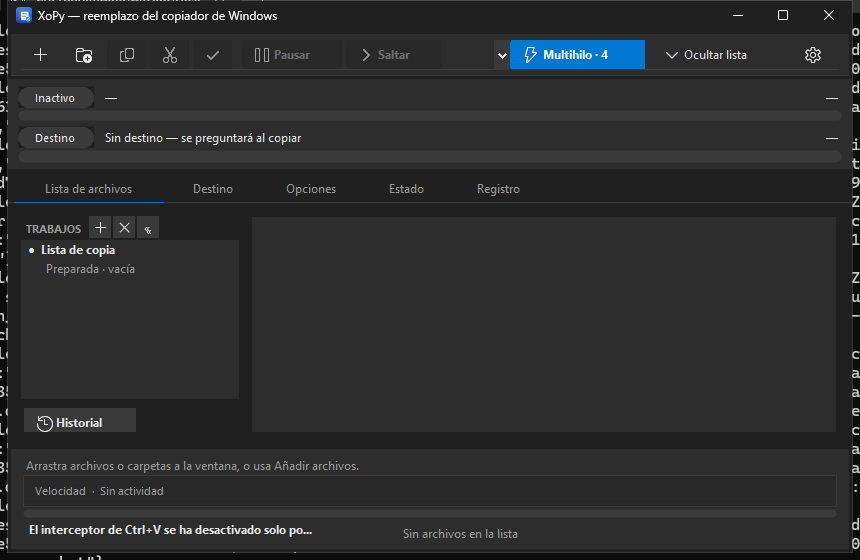 XoPy — reemplazo del copiador de Windows
Pausar
Saltar
Multihilo · 4
Ocultar lista
Inactivo —
—
Destino Sin destino — se preguntará al copiar
—
Lista de archivos Destino Opciones Estado Registro
TRABAJOS
Lista de copia
Preparada · vacía
Historial
Arrastra archivos o carpetas a la ventana, o usa Añadir archivos.
Velocidad · Sin actividad
El interceptor de Ctrl+V se ha desactivado solo po...
Sin archivos en la lista